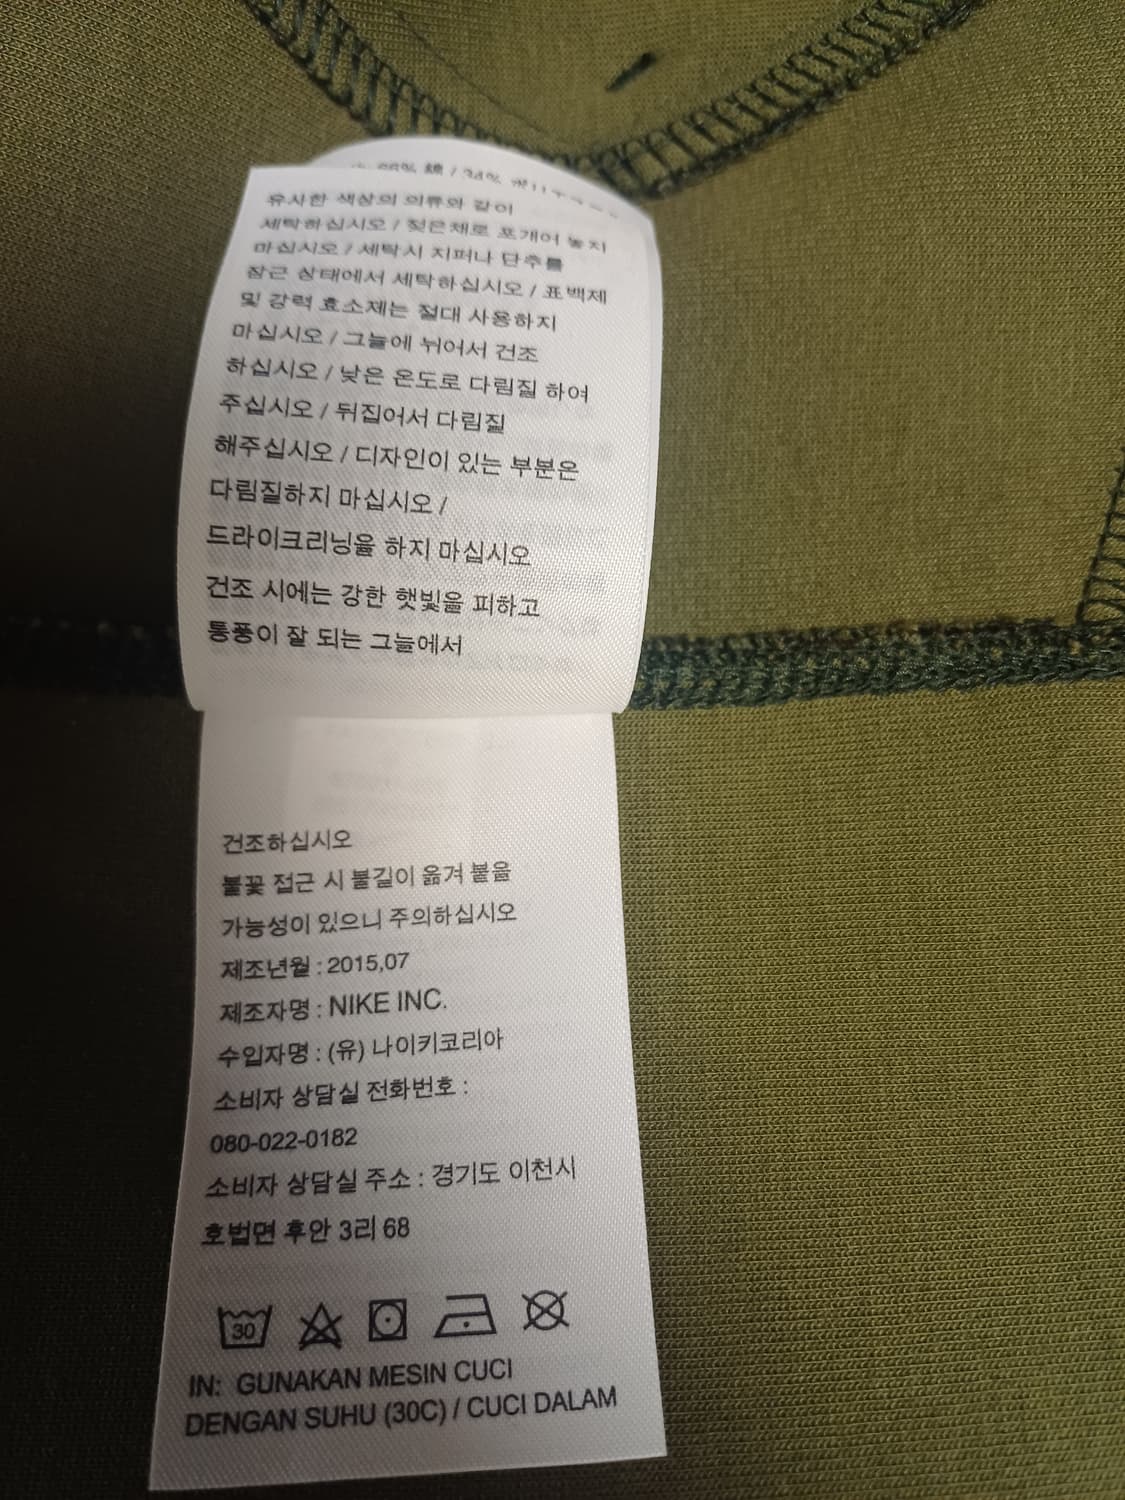 66% 綿 / 34%
유사한 색상의 의류와 같이
세탁하십시오 / 젖은채로 포개어 놓지
마십시오 / 세탁시 지퍼나 단추를
잠근 상태에서 세탁하십시오 / 표백제
및 강력 효소제는 절대 사용하지
마십시오 / 그늘에 뉘어서 건조
하십시오 / 낮은 온도로 다림질 하여
주십시오 / 뒤집어서 다림질
해주십시오 / 디자인이 있는 부분은
다림질하지 마십시오 /
드라이크리닝을 하지 마십시오
건조 시에는 강한 햇빛을 피하고
통풍이 잘 되는 그늘에서
건조하십시오
불꽃 접근 시 불길이 옮겨 붙을
가능성이 있으니 주의하십시오
제조년월 : 2015,07
제조자명 : NIKE INC.
수입자명 : (유) 나이키코리아
소비자 상담실 전화번호 :
080-022-0182
소비자 상담실 주소 : 경기도 이천시
호법면 후안 3리 68
30
IN: GUNAKAN MESIN CUCI
DENGAN SUHU (30C) / CUCI DALAM